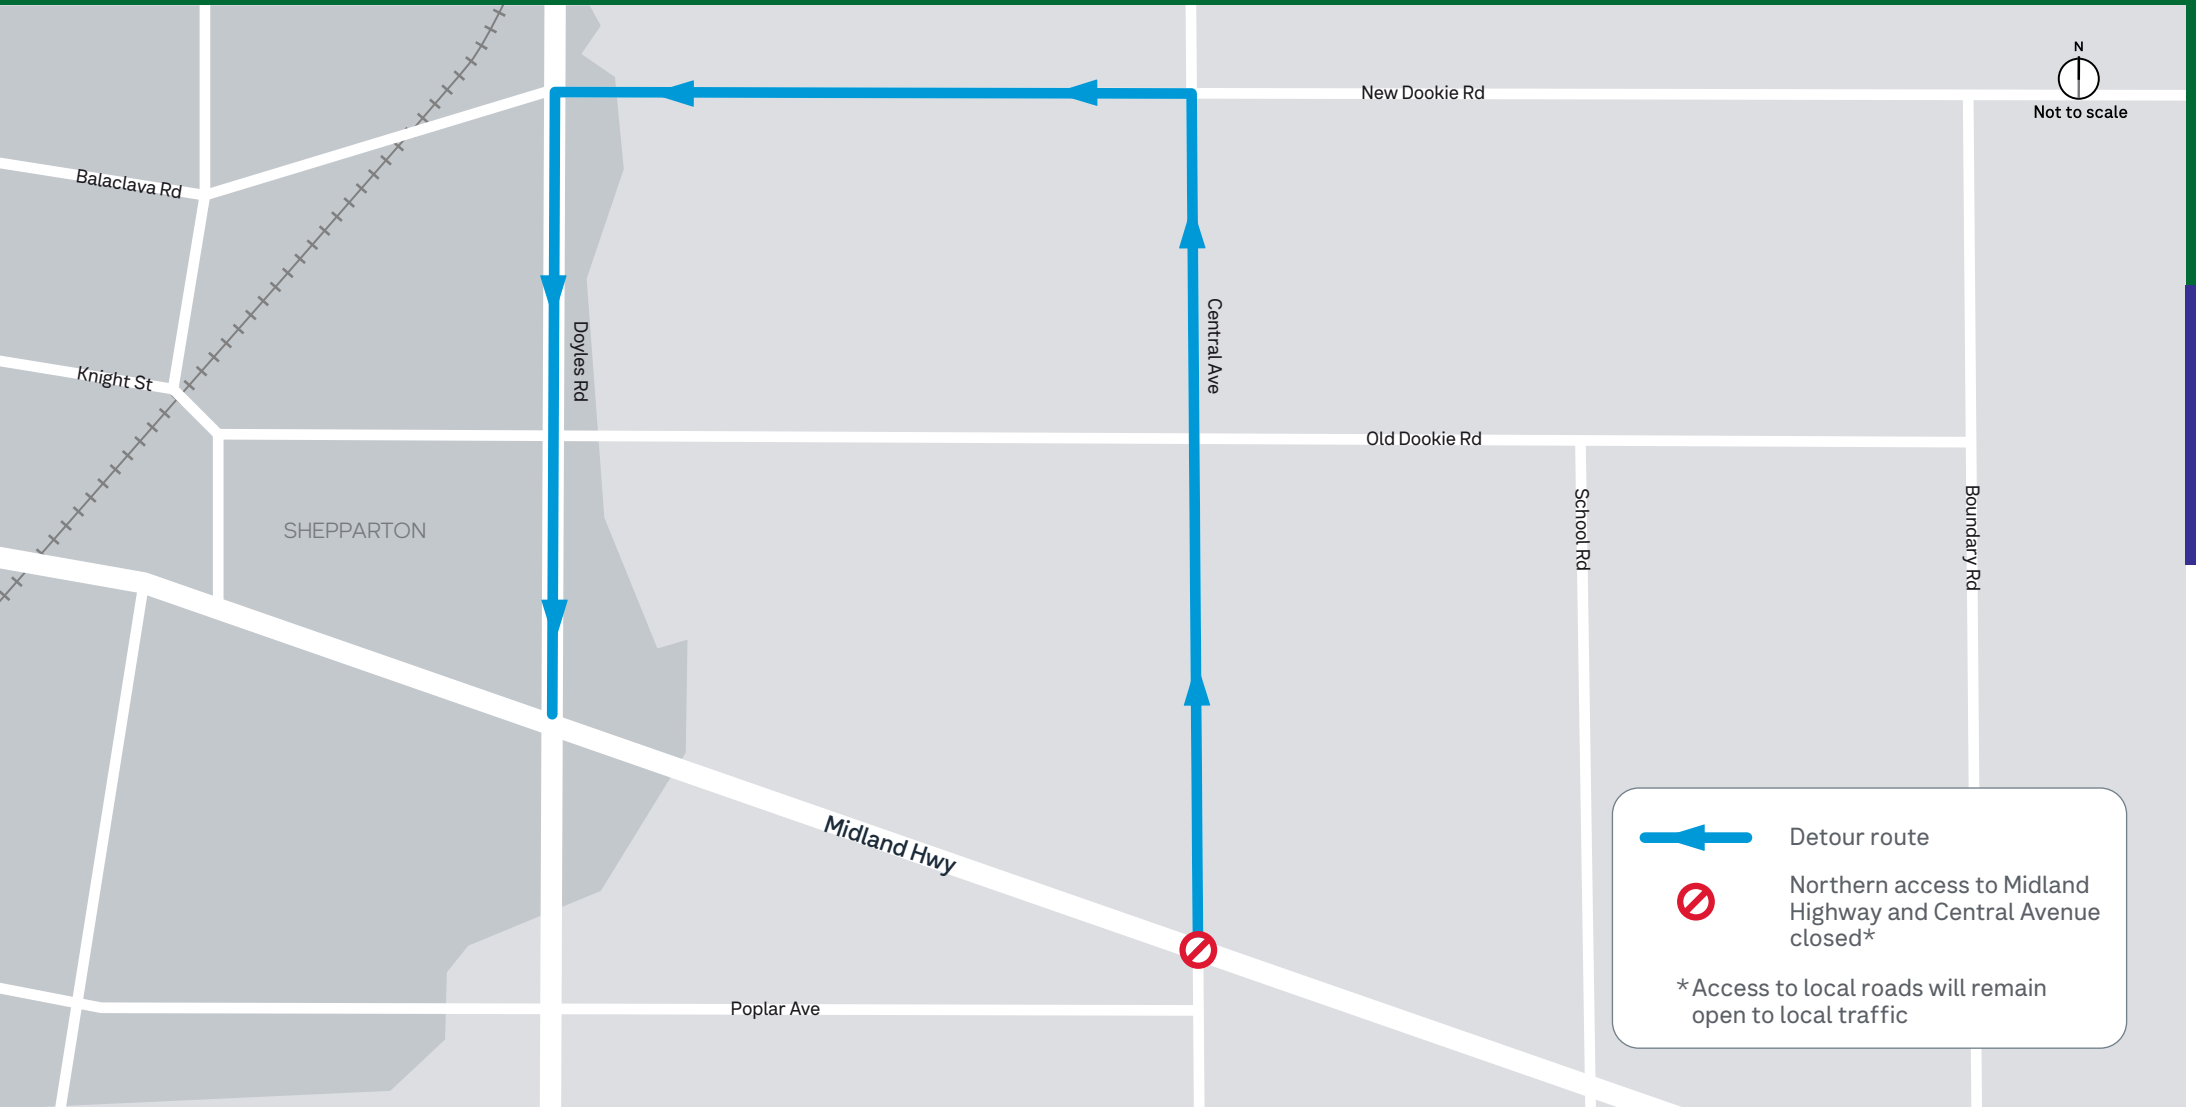 N
Not to scale
New Dookie Rd
Balaclava Rd
Central Ave
Doyles Rd
Knight St
Old Dookie Rd
School Rd
Boundary Rd
SHEPPARTON
Midland Hwy
Poplar Ave
Detour route
Northern access to Midland
Highway and Central Avenue
closed*
*Access to local roads will remain
open to local traffic